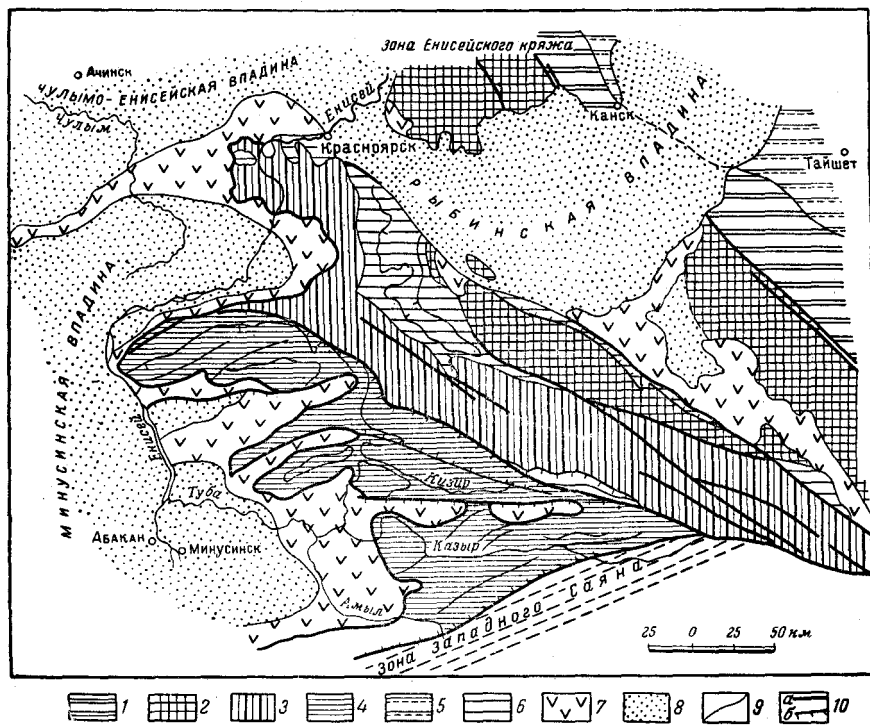 Зона Енисейского кряжа
Ачинск
ЧУЛЫМО-ЕНИСЕЙСКАЯ ВПАДИНА
Чулым
Енисей
Канск
Красноярск
Тайшет
РЫБИНСКАЯ ВПАДИНА
МИНУСИНСКАЯ ВПАДИНА
Енисей
Кизир
Туба
Абакан
Минусинск
Казыр
Амыл
Зона Западного Саяна
25 0 25 50 км
1 2 3 4 5 6 7 8 9 а б 10